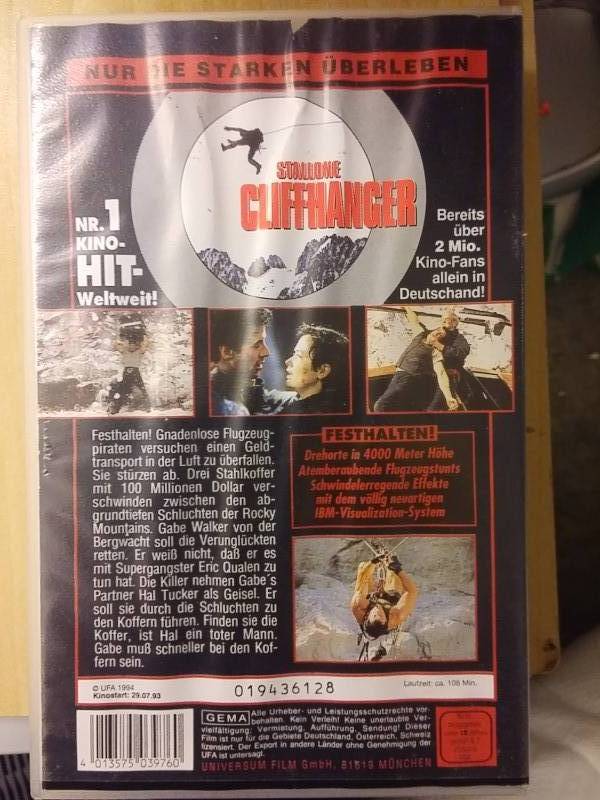 NUR DIE STARKEN ÜBERLEBEN
STALLONE
CLIFFHANGER
NR.1
KINO-
HIT-
Weltweit!
Bereits
über
2 Mio.
Kino-Fans
allein in
Deutschand!
Festhalten! Gnadenlose Flugzeug-
piraten versuchen einen Geld-
transport in der Luft zu überfallen.
Sie stürzen ab. Drei Stahlkoffer
mit 100 Millionen Dollar ver-
schwinden zwischen den ab-
grundtiefen Schluchten der Rocky
Mountains. Gabe Walker von der
Bergwacht soll die Verunglückten
retten. Er weiß nicht, daß er es
mit Supergangster Eric Qualen zu
tun hat. Die Killer nehmen Gabe´s
Partner Hal Tucker als Geisel. Er
soll sie durch die Schluchten zu
den Koffern führen. Finden sie die
Koffer, ist Hal ein toter Mann.
Gabe muß schneller bei den Kof-
fern sein.
FESTHALTEN!
Drehorte in 4000 Meter Höhe
Atemberaubende Flugzeugstunts
Schwindelerregende Effekte
mit dem völlig neuartigen
IBM-Visualization-System
© UFA 1994
Kinostart: 29.07.93
019436128
Laufzeit: ca. 108 Min.
4 013575 039760
GEMA
Alle Urheber- und Leistungsschutzrechte vor-
behalten. Kein Verleih! Keine unerlaubte Ver-
vielfältigung, Vermietung, Aufführung, Sendung! Dieser
Film ist nur für die Gebiete Deutschland, Österreich, Schweiz
lizensiert. Der Export in andere Länder ohne Genehmigung der
UFA ist untersagt.
UNIVERSUM FILM GmbH, 81619 MÜNCHEN